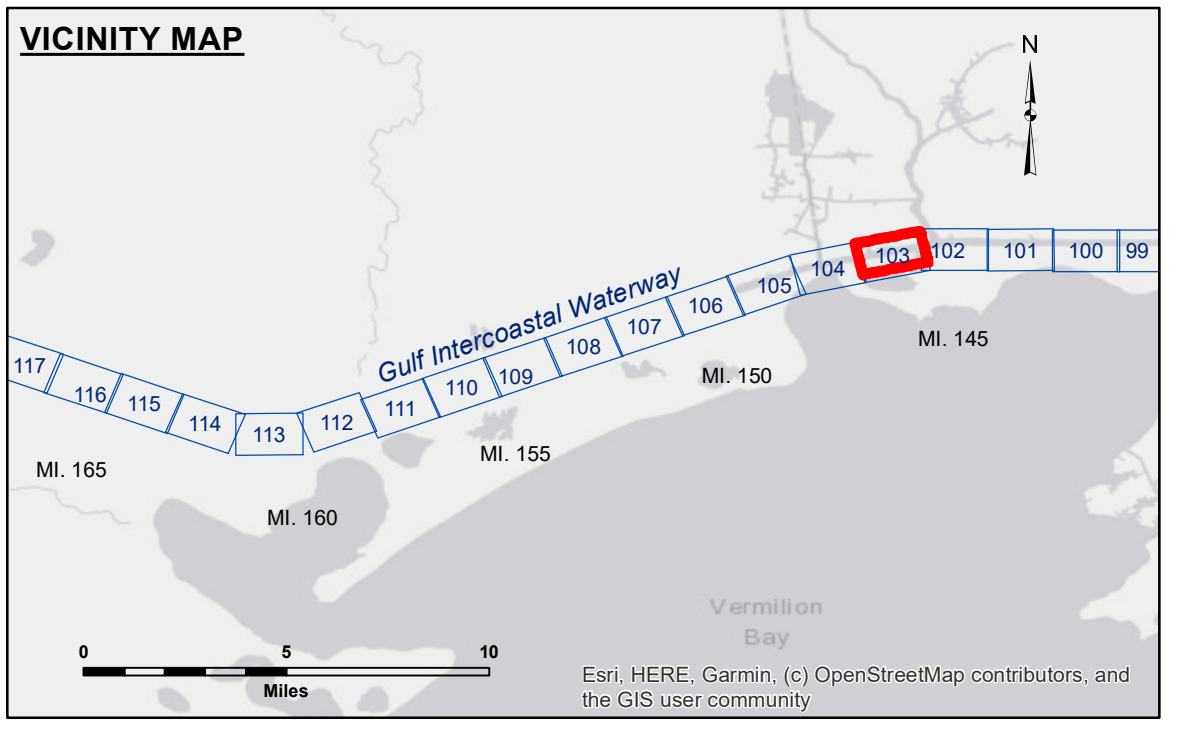 VICINITY MAP
N
103
102
101
100
99
104
105
106
107
108
109
110
111
112
113
114
115
116
117
Gulf Intercoastal Waterway
MI. 145
MI. 150
MI. 155
MI. 160
MI. 165
Vermilion
Bay
0 5 10
Miles
Esri, HERE, Garmin, (c) OpenStreetMap contributors, and
the GIS user community